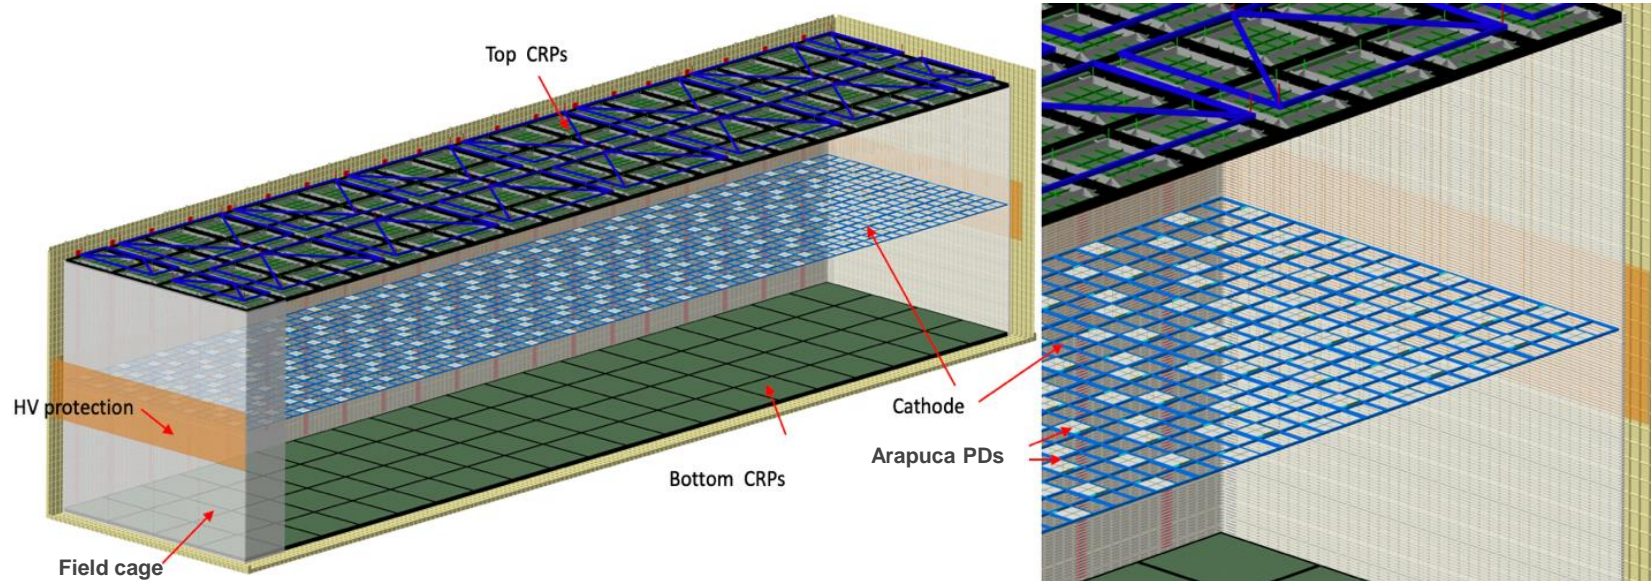 Top CRPs
HV protection
Cathode
Arapuca PDs
Bottom CRPs
Field cage